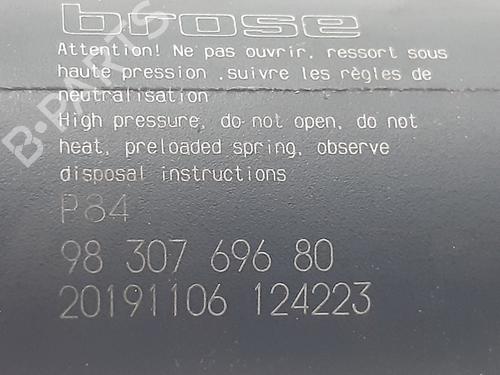 brose
Attention! Ne pas ouvrir, ressort sous
haute pression ,suivre les règles de
neutralisation
High pressure, do not open, do not
heat, preloaded spring, observe
disposal instructions
P84
98 307 696 80
20191106 124223
B-PARTS